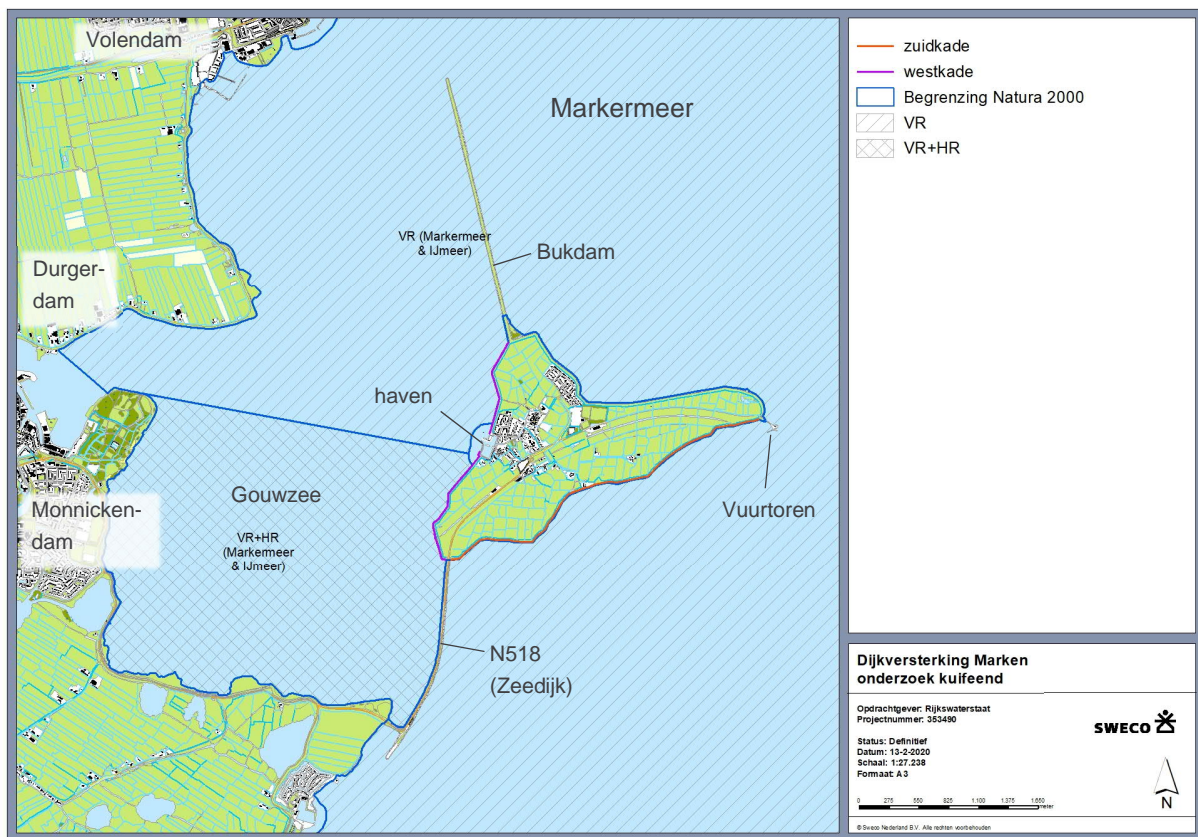 Volendam
Markermeer
VR (Markermeer
& IJmeer)
Bukdam
Durger-
dam
haven
Gouwzee
Monnicken-
dam
VR+HR
(Markermeer
& IJmeer)
Vuurtoren
N518
(Zeedijk)
zuidkade
westkade
Begrenzing Natura 2000
VR
VR+HR
Dijkversterking Marken
onderzoek kuifeend
Opdrachtgever: Rijkswaterstaat
Projectnummer: 353490
SWECO
Status: Definitief
Datum: 13-2-2020
Schaal: 1:27.238
Formaat: A3
0 275 550 825 1.100 1.375 1.650
meter
N
© Sweco Nederland B.V. Alle rechten voorbehouden